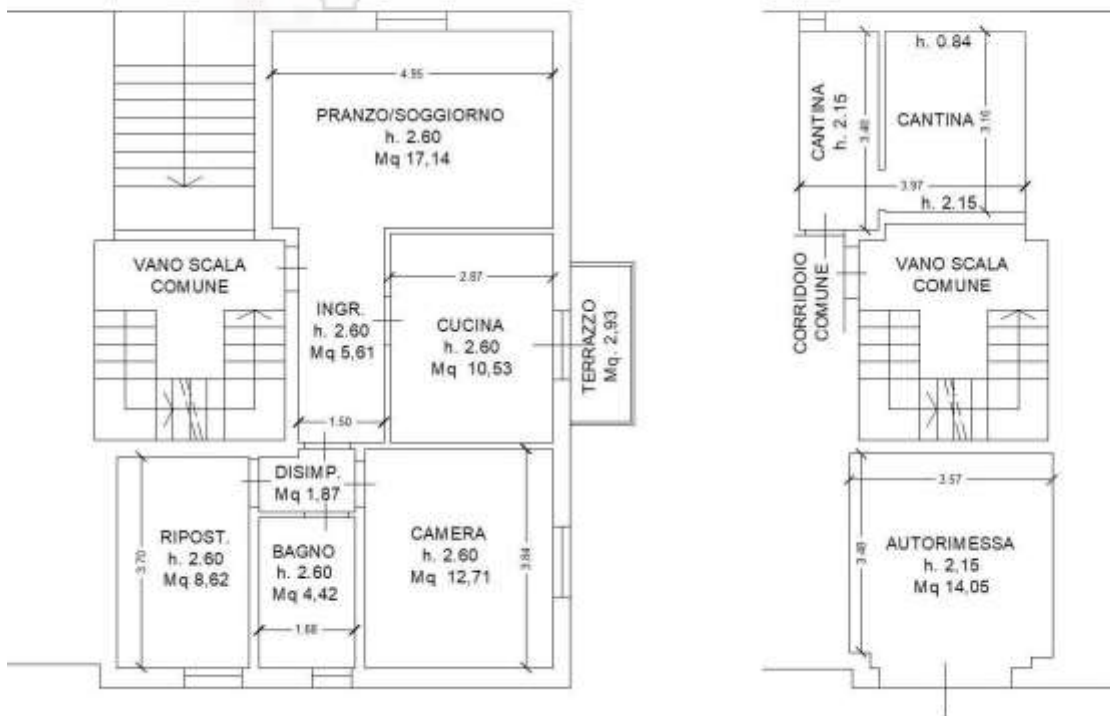 4.95
PRANZO/SOGGIORNO
h. 2.60
Mq 17,14
VANO SCALA
COMUNE
INGR.
h. 2.60
Mq 5,61
1.50
2.87
CUCINA
h. 2.60
Mq 10,53
TERRAZZO
Mq. 2,93
DISIMP.
Mq 1,87
3.70
RIPOST.
h. 2.60
Mq 8,62
BAGNO
h. 2.60
Mq 4,42
1.68
CAMERA
h. 2.60
Mq 12,71
3.84
CANTINA
h. 2.15
3.48
h. 0.84
CANTINA
3.16
3.97
h. 2.15
CORRIDOIO
COMUNE
VANO SCALA
COMUNE
3.57
3.48
AUTORIMESSA
h. 2,15
Mq 14,05